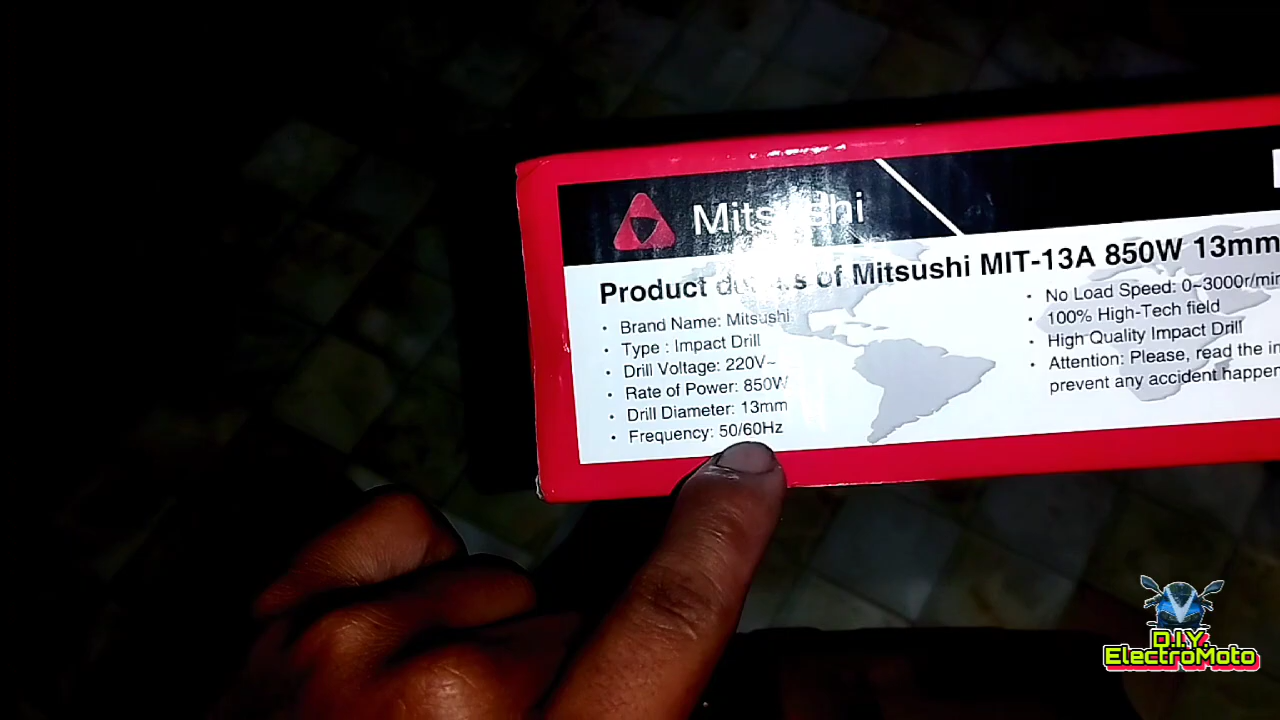 Mitsushi
Product details of Mitsushi MIT-13A 850W 13mm
• Brand Name: Mitsushi
• Type : Impact Drill
• Drill Voltage: 220V~
• Rate of Power: 850W
• Drill Diameter: 13mm
• Frequency: 50/60Hz
• No Load Speed: 0~3000r/min
• 100% High-Tech field
• High Quality Impact Drill
• Attention: Please, read the
prevent any accident
D.I.Y.
ElectroMoto